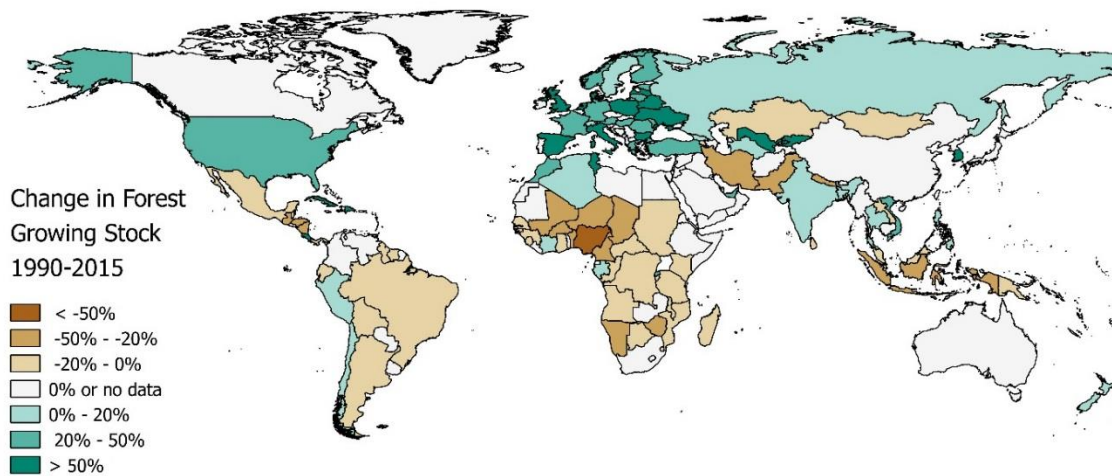 Change in Forest
Growing Stock
1990-2015
< -50%
-50% - -20%
-20% - 0%
0% or no data
0% - 20%
20% - 50%
> 50%